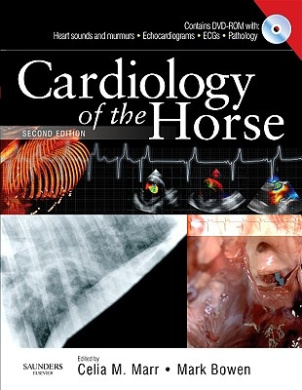 Contains DVD-ROM with:
Heart sounds and murmurs • Echocardiograms • ECGs • Pathology
Cardiology
of the Horse
SECOND EDITION
Edited by
Celia M. Marr • Mark Bowen
SAUNDERS
ELSEVIER